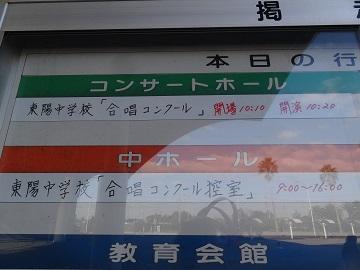 掲
本日の行
コンサートホール
東陽中学校「合唱コンクール」 開場10:10 開演10:20
中ホール
東陽中学校「合唱コンクール控室」 9:00～16:00
教育会館